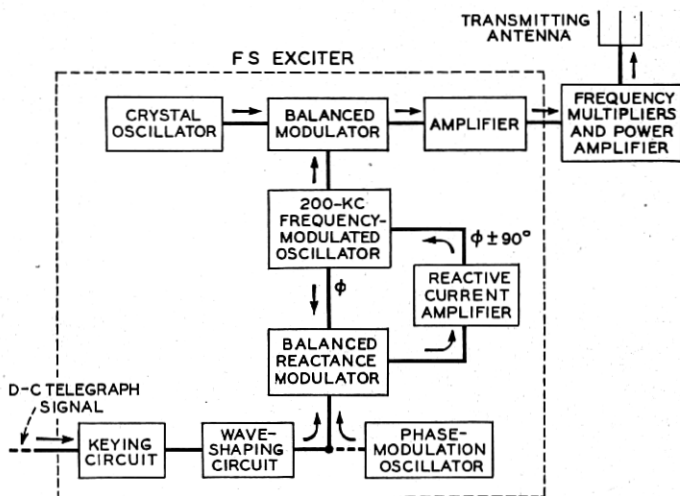 TRANSMITTING
ANTENNA
FS EXCITER
CRYSTAL
OSCILLATOR
BALANCED
MODULATOR
AMPLIFIER
FREQUENCY
MULTIPLIERS
AND POWER
AMPLIFIER
200-KC
FREQUENCY-
MODULATED
OSCILLATOR
ϕ±90°
ϕ
REACTIVE
CURRENT
AMPLIFIER
BALANCED
REACTANCE
MODULATOR
D-C TELEGRAPH
SIGNAL
KEYING
CIRCUIT
WAVE-
SHAPING
CIRCUIT
PHASE-
MODULATION
OSCILLATOR